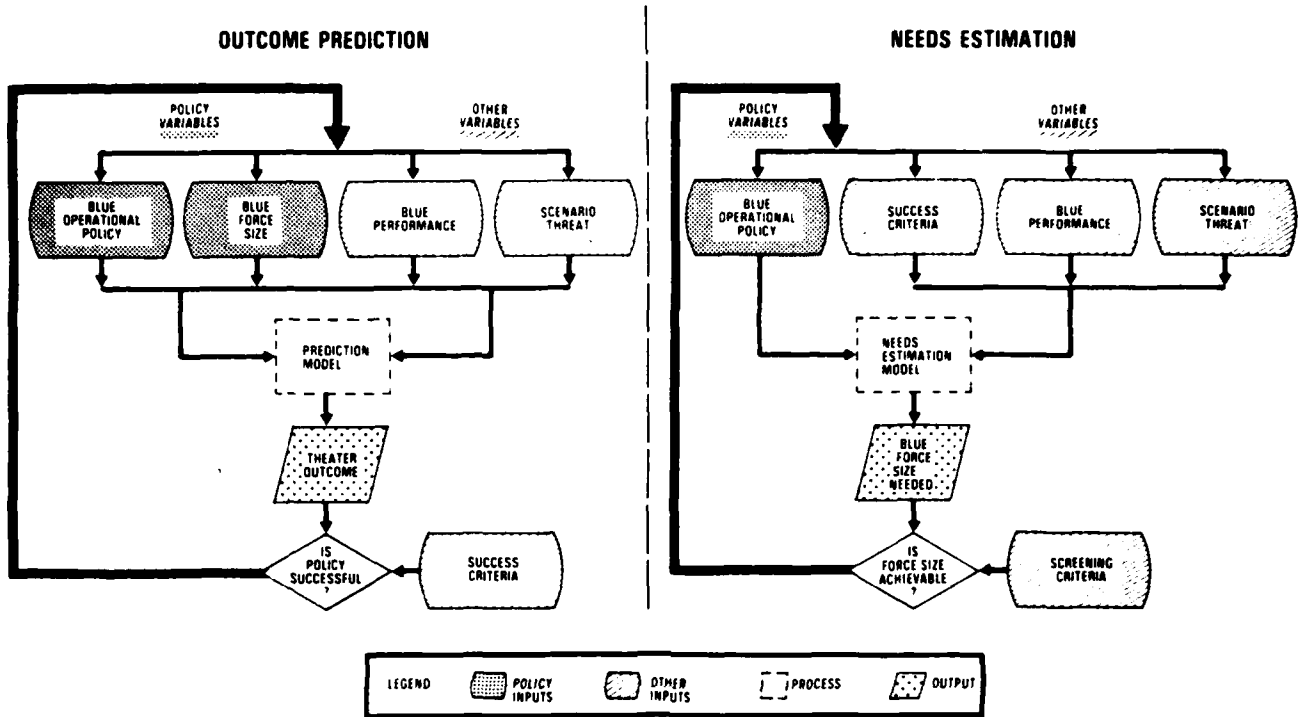 OUTCOME PREDICTION
POLICY
VARIABLES
OTHER
VARIABLES
BLUE
OPERATIONAL
POLICY
BLUE
FORCE
SIZE
BLUE
PERFORMANCE
SCENARIO
THREAT
PREDICTION
MODEL
THEATER
OUTCOME
IS
POLICY
SUCCESSFUL
?
SUCCESS
CRITERIA
NEEDS ESTIMATION
POLICY
VARIABLES
OTHER
VARIABLES
BLUE
OPERATIONAL
POLICY
SUCCESS
CRITERIA
BLUE
PERFORMANCE
SCENARIO
THREAT
NEEDS
ESTIMATION
MODEL
BLUE
FORCE
SIZE
NEEDED
IS
FORCE SIZE
ACHIEVABLE
?
SCREENING
CRITERIA
LEGEND
POLICY
INPUTS
OTHER
INPUTS
PROCESS
OUTPUT